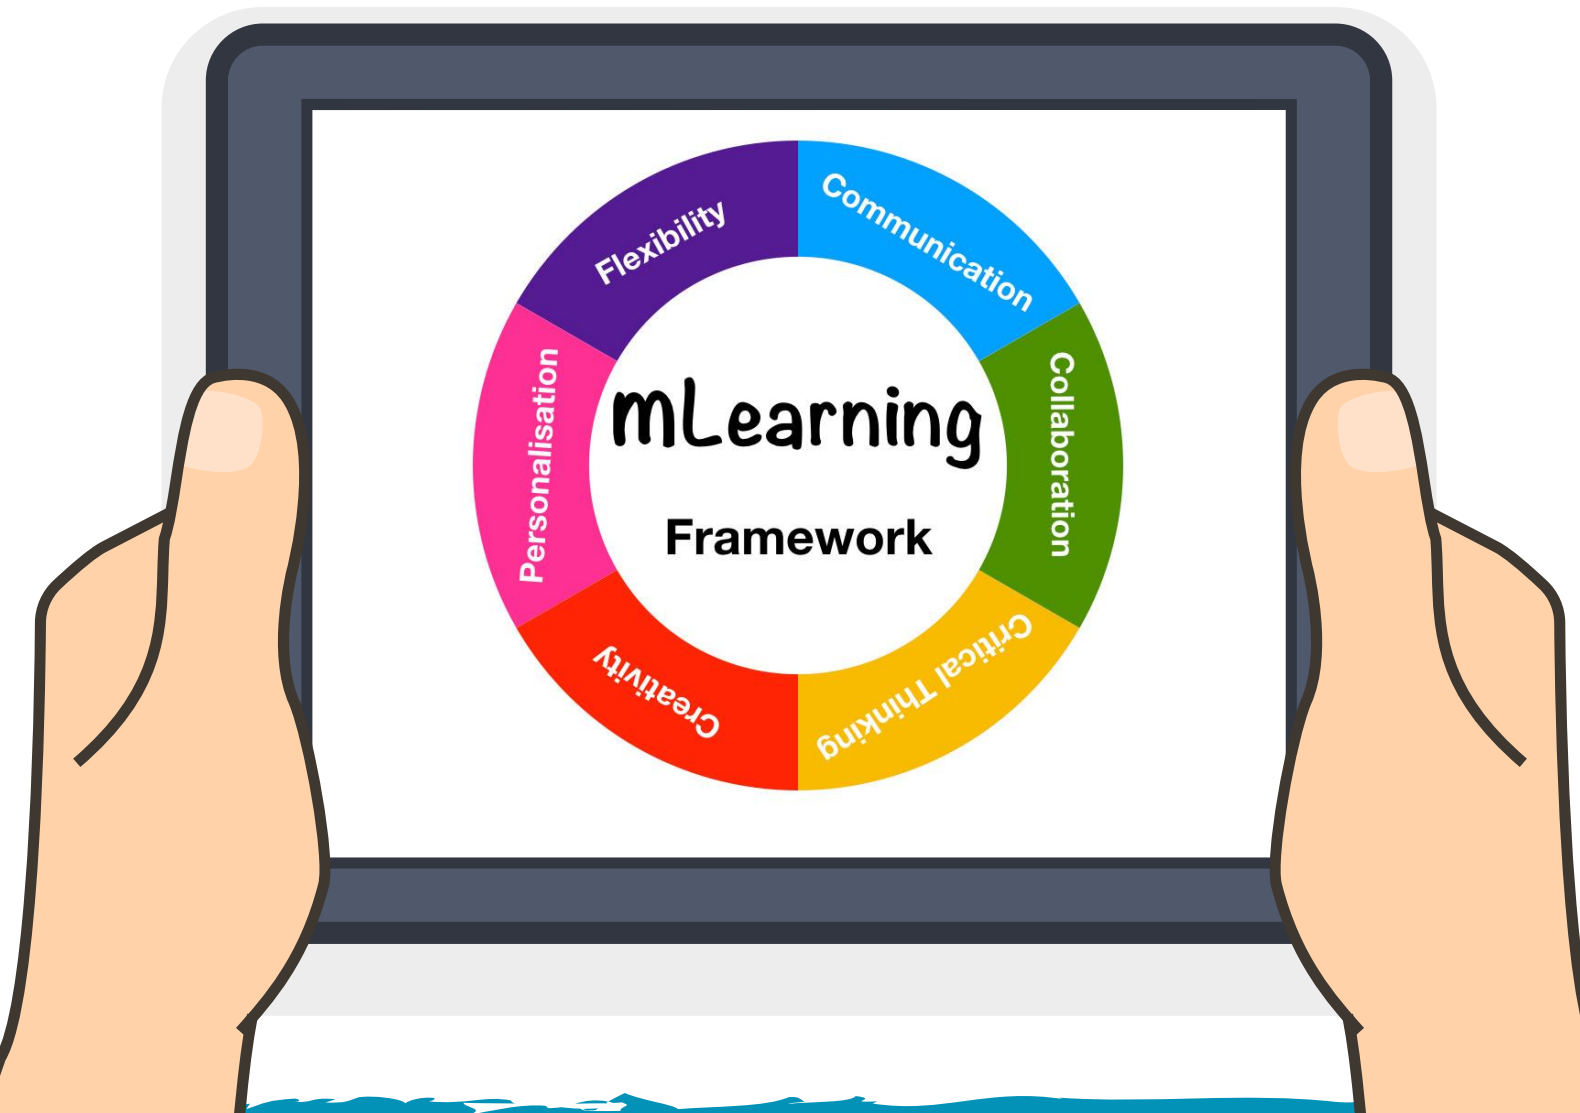 Flexibility
Communication
Personalisation
mLearning
Framework
Collaboration
Creativity
Critical Thinking